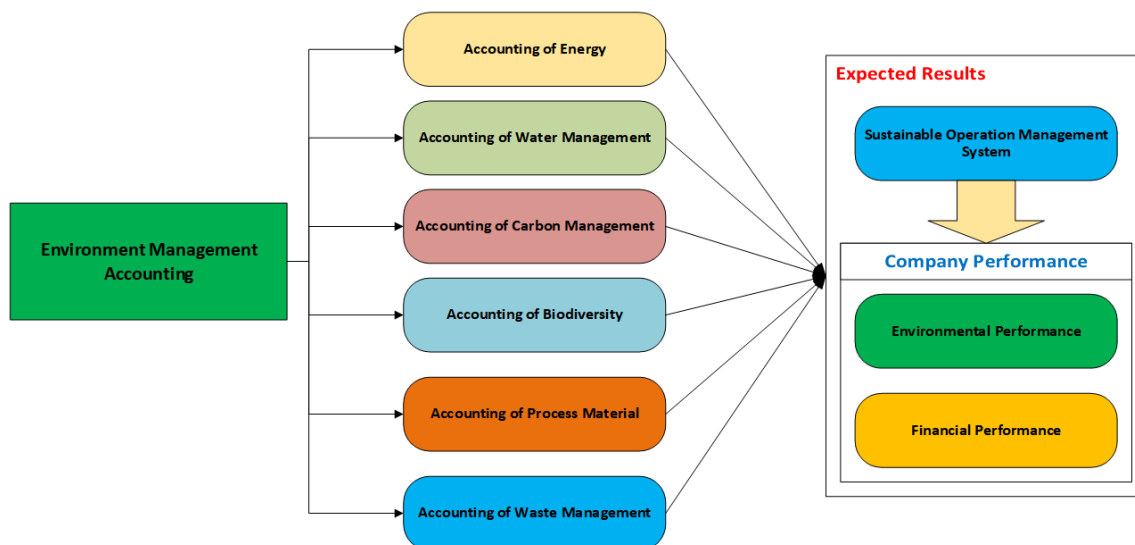 Environment Management
Accounting
Accounting of Energy
Accounting of Water Management
Accounting of Carbon Management
Accounting of Biodiversity
Accounting of Process Material
Accounting of Waste Management
Expected Results
Sustainable Operation Management
System
Company Performance
Environmental Performance
Financial Performance